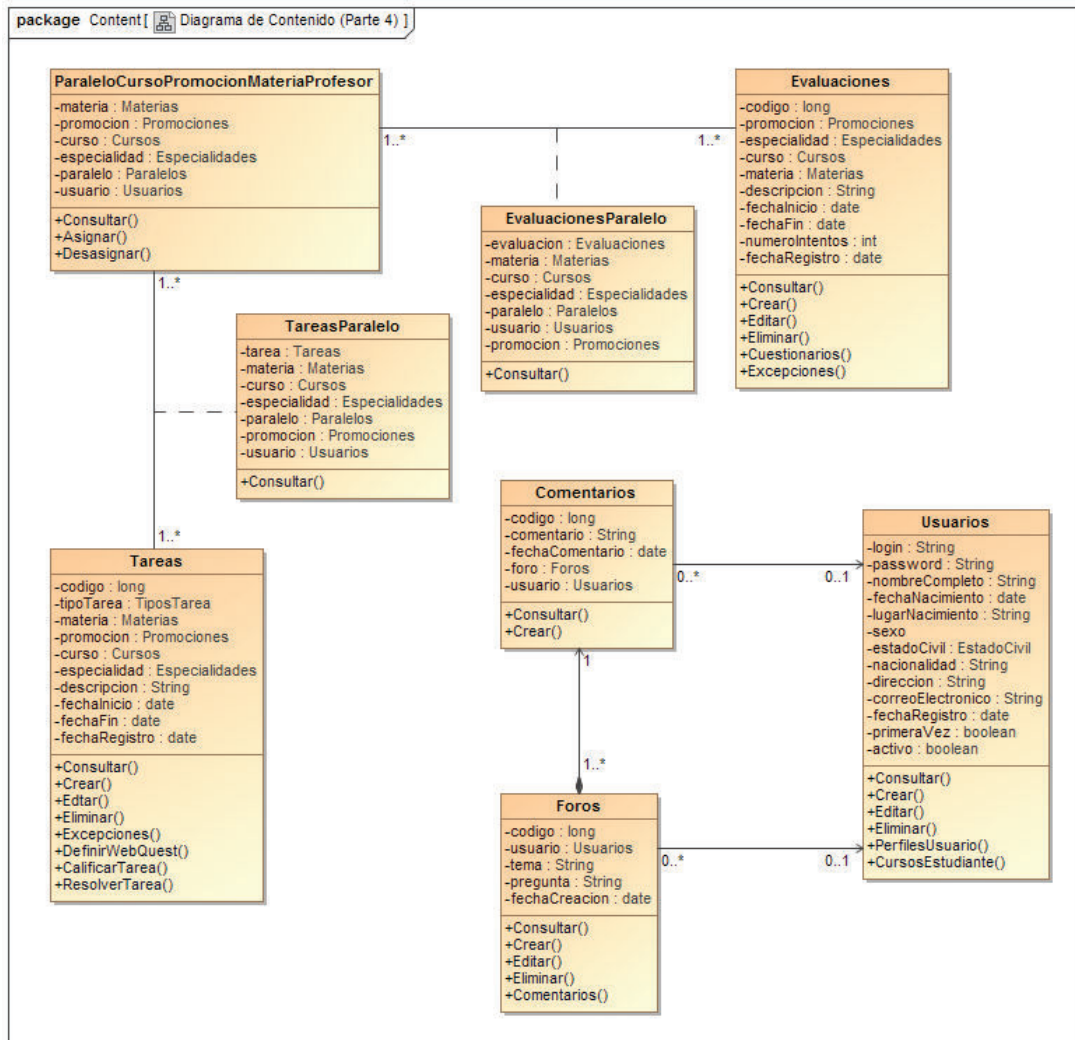 package Content [ Diagrama de Contenido (Parte 4) ]
ParaleloCursoPromocionMateriaProfesor
-materia : Materias
-promocion : Promociones
-curso : Cursos
-especialidad : Especialidades
-paralelo : Paralelos
-usuario : Usuarios
+Consultar()
+Asignar()
+Desasignar()
1..*
1..*
1..*
Evaluaciones
-codigo : long
-promocion : Promociones
-especialidad : Especialidades
-curso : Cursos
-materia : Materias
-descripcion : String
-fechaInicio : date
-fechaFin : date
-numeroIntentos : int
-fechaRegistro : date
+Consultar()
+Crear()
+Editar()
+Eliminar()
+Cuestionarios()
+Excepciones()
EvaluacionesParalelo
-evaluacion : Evaluaciones
-materia : Materias
-curso : Cursos
-especialidad : Especialidades
-paralelo : Paralelos
-usuario : Usuarios
-promocion : Promociones
+Consultar()
TareasParalelo
-tarea : Tareas
-materia : Materias
-curso : Cursos
-especialidad : Especialidades
-paralelo : Paralelos
-promocion : Promociones
-usuario : Usuarios
+Consultar()
1..*
Tareas
-codigo : long
-tipoTarea : TiposTarea
-materia : Materias
-promocion : Promociones
-curso : Cursos
-especialidad : Especialidades
-descripcion : String
-fechaInicio : date
-fechaFin : date
-fechaRegistro : date
+Consultar()
+Crear()
+Edtar()
+Eliminar()
+Excepciones()
+DefinirWebQuest()
+CalificarTarea()
+ResolverTarea()
Comentarios
-codigo : long
-comentario : String
-fechaComentario : date
-foro : Foros
-usuario : Usuarios
+Consultar()
+Crear()
0..*
0..1
1
1..*
Usuarios
-login : String
-password : String
-nombreCompleto : String
-fechaNacimiento : date
-lugarNacimiento : String
-sexo
-estadoCivil : EstadoCivil
-nacionalidad : String
-direccion : String
-correoElectronico : String
-fechaRegistro : date
-primeraVez : boolean
-activo : boolean
+Consultar()
+Crear()
+Editar()
+Eliminar()
+PerfilesUsuario()
+CursosEstudiante()
Foros
-codigo : long
-usuario : Usuarios
-tema : String
-pregunta : String
-fechaCreacion : date
+Consultar()
+Crear()
+Editar()
+Eliminar()
+Comentarios()
0..*
0..1